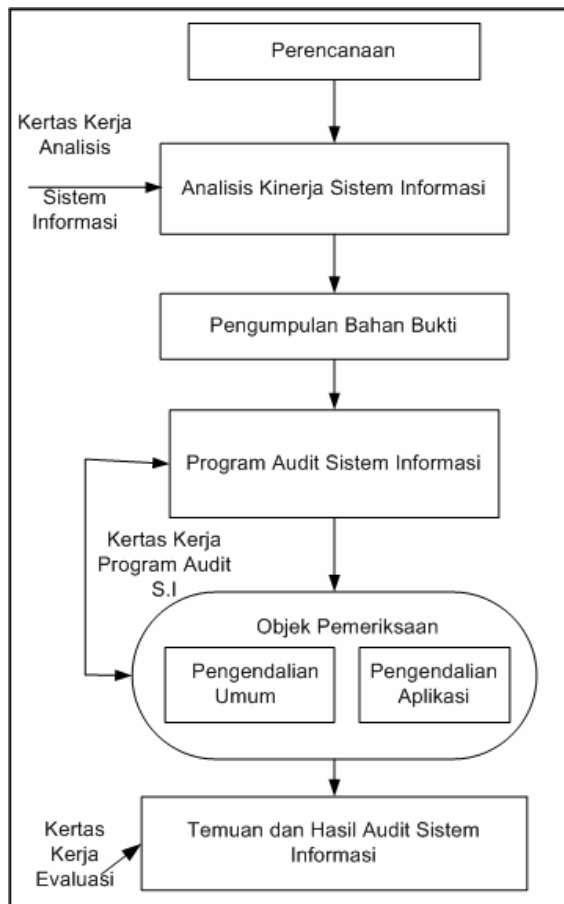 Perencanaan
Kertas Kerja
Analisis
Sistem
Informasi
Analisis Kinerja Sistem Informasi
Pengumpulan Bahan Bukti
Program Audit Sistem Informasi
Kertas Kerja
Program Audit
S.I
Objek Pemeriksaan
Pengendalian
Umum
Pengendalian
Aplikasi
Kertas
Kerja
Evaluasi
Temuan dan Hasil Audit Sistem
Informasi